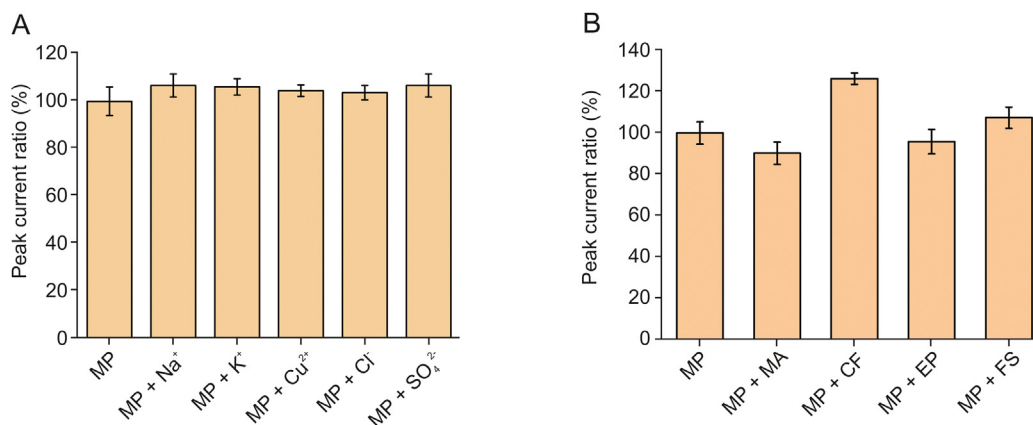 A
Peak current ratio (%)
120
100
80
60
40
20
0
MP
MP + Na⁺
MP + K⁺
MP + Cu²⁺
MP + Cl⁻
MP + SO₄²⁻
B
Peak current ratio (%)
140
120
100
80
60
40
20
0
MP
MP + MA
MP + CF
MP + EP
MP + FS